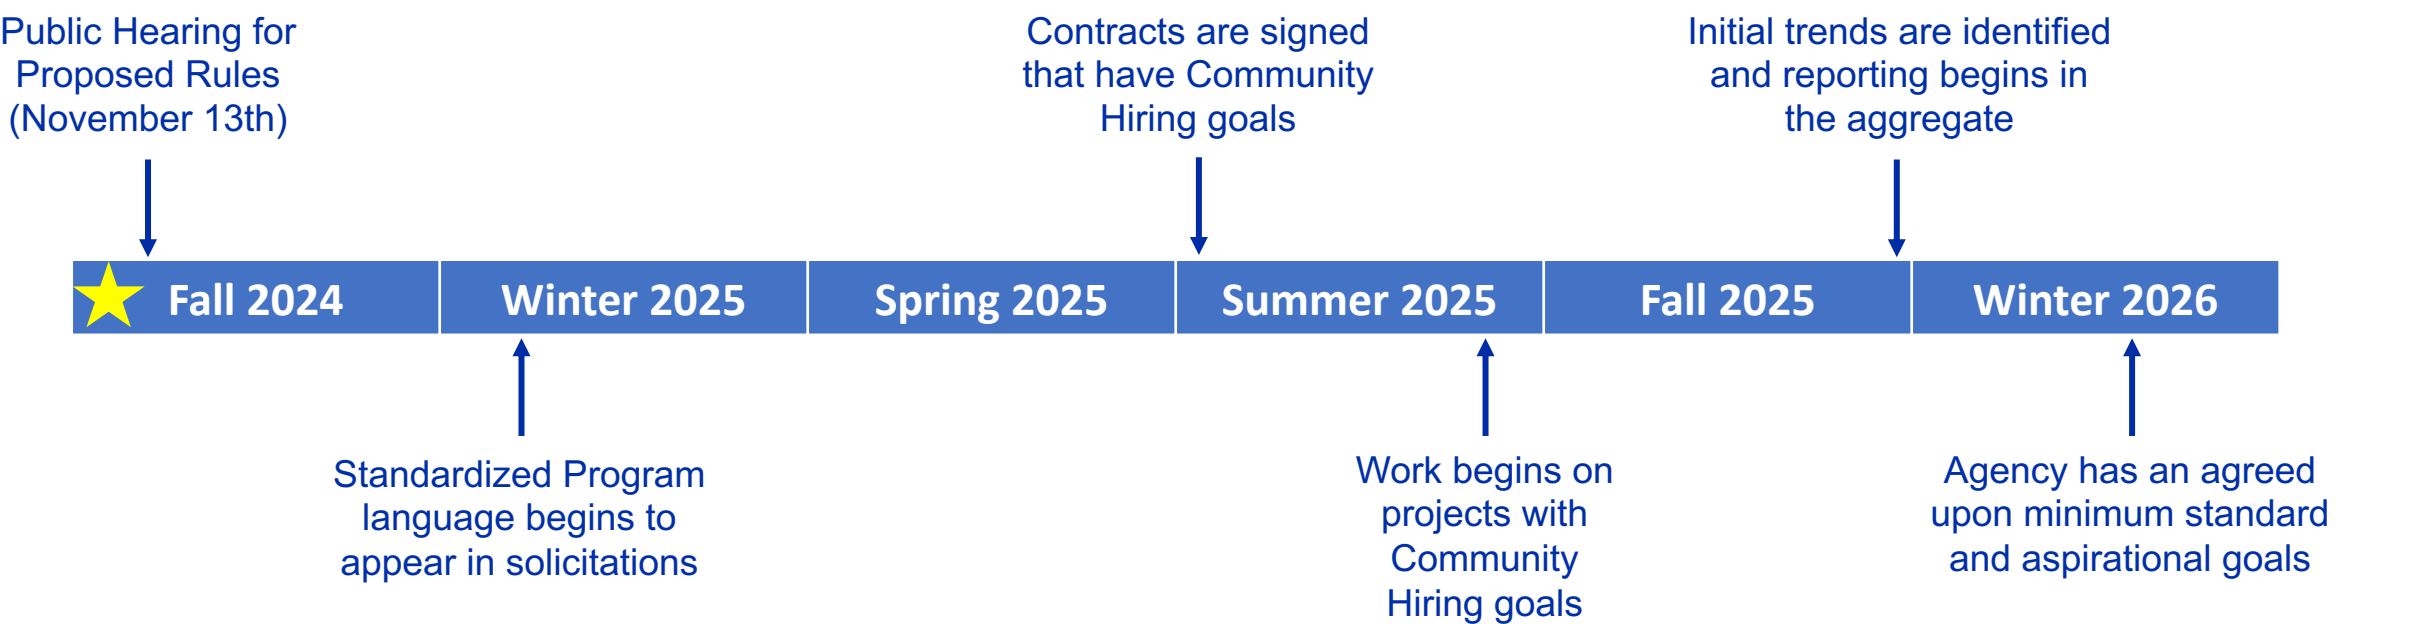 Public Hearing for
Proposed Rules
(November 13th)
Contracts are signed
that have Community
Hiring goals
Initial trends are identified
and reporting begins in
the aggregate
Fall 2024
Winter 2025
Spring 2025
Summer 2025
Fall 2025
Winter 2026
Standardized Program
language begins to
appear in solicitations
Work begins on
projects with
Community
Hiring goals
Agency has an agreed
upon minimum standard
and aspirational goals